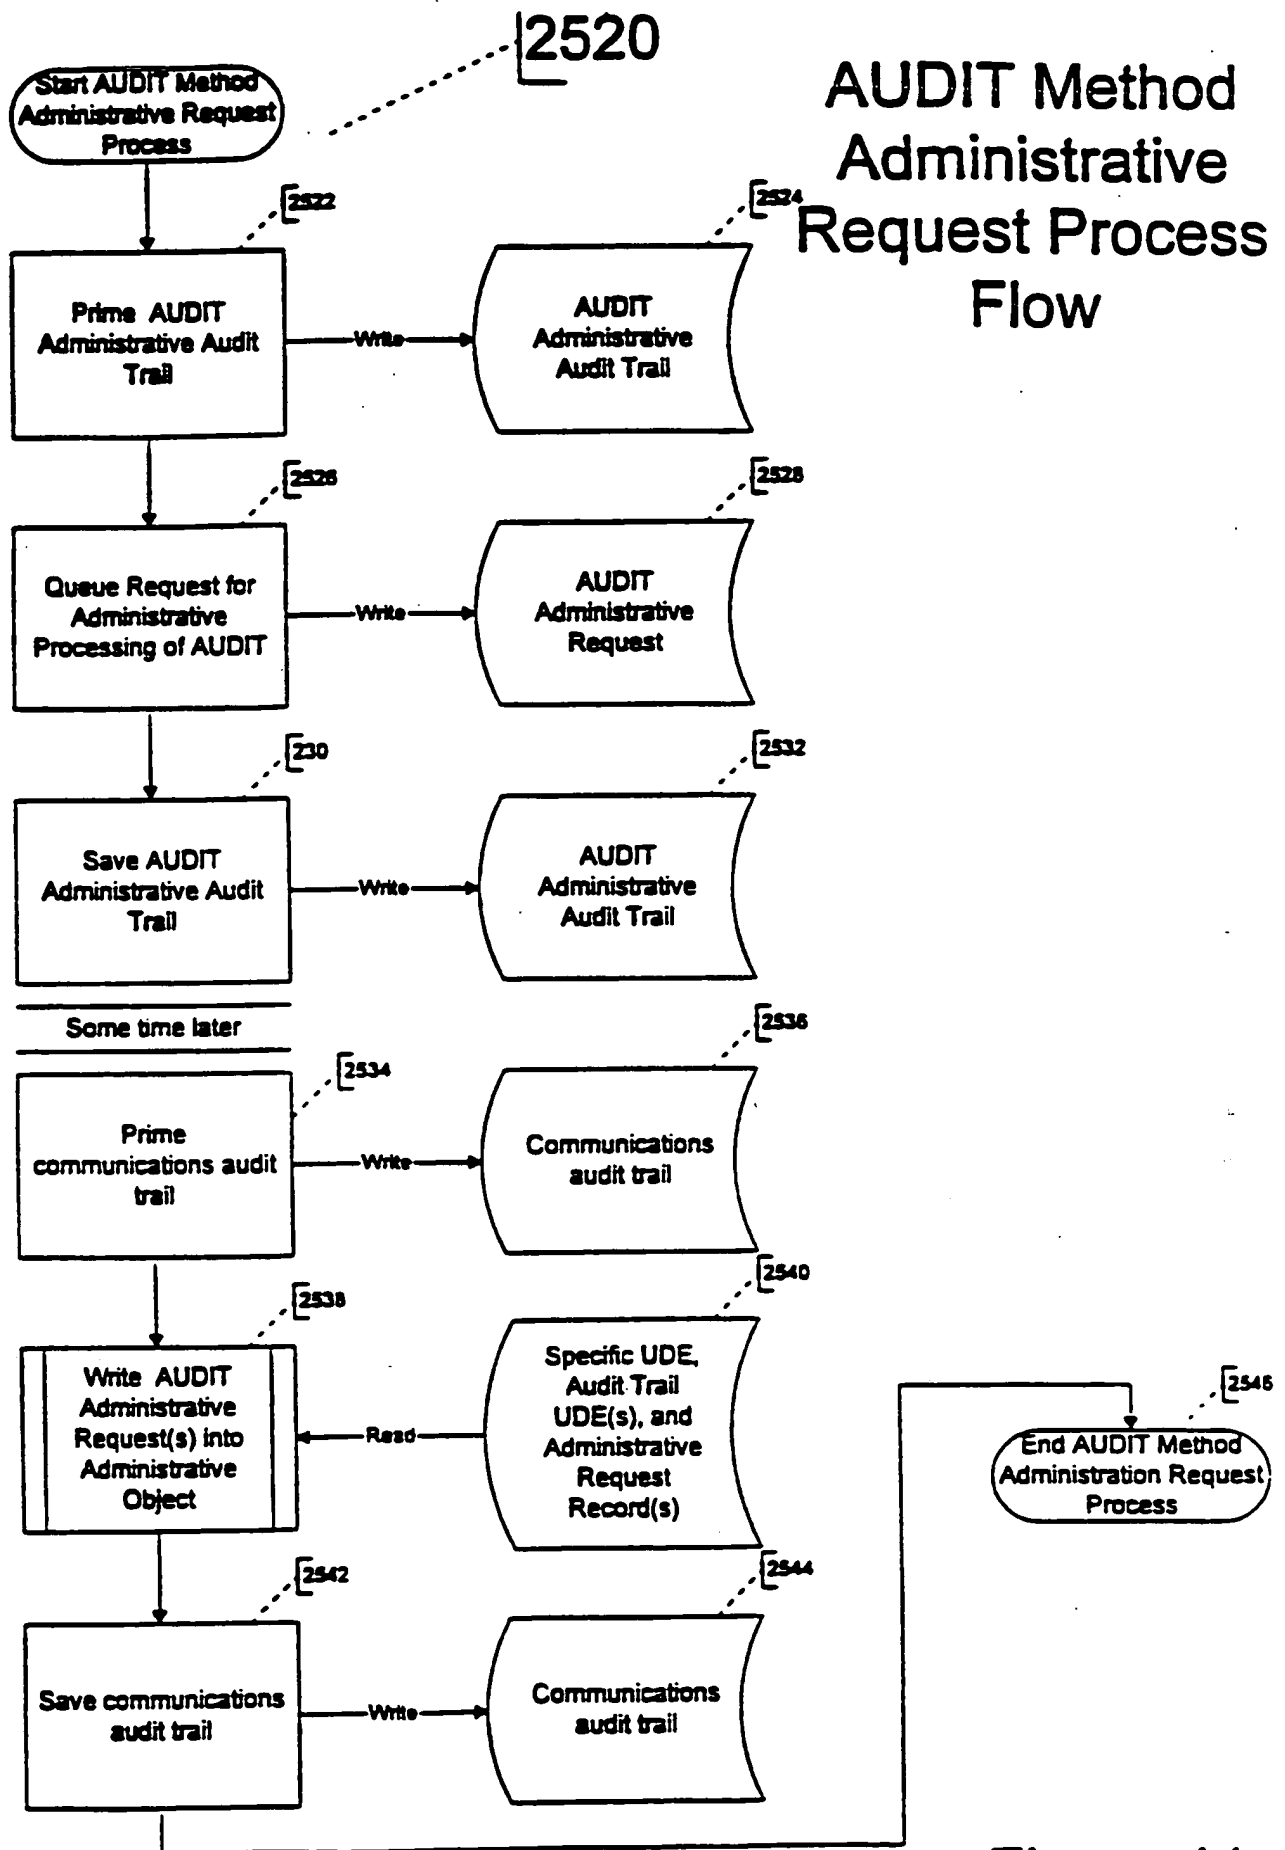 2520
AUDIT Method
Administrative
Request Process
Flow
Start AUDIT Method
Administrative Request
Process
2522
2524
Prime AUDIT
Administrative Audit
Trail
Write
AUDIT
Administrative
Audit Trail
2526
2528
Queue Request for
Administrative
Processing of AUDIT
Write
AUDIT
Administrative
Request
230
2532
Save AUDIT
Administrative Audit
Trail
Write
AUDIT
Administrative
Audit Trail
Some time later
2534
2536
Prime
communications audit
trail
Write
Communications
audit trail
2538
2540
Write AUDIT
Administrative
Request(s) into
Administrative
Object
Read
Specific UDE,
Audit Trail
UDE(s), and
Administrative
Request
Record(s)
2546
End AUDIT Method
Administration Request
Process
2542
2544
Save communications
audit trail
Write
Communications
audit trail